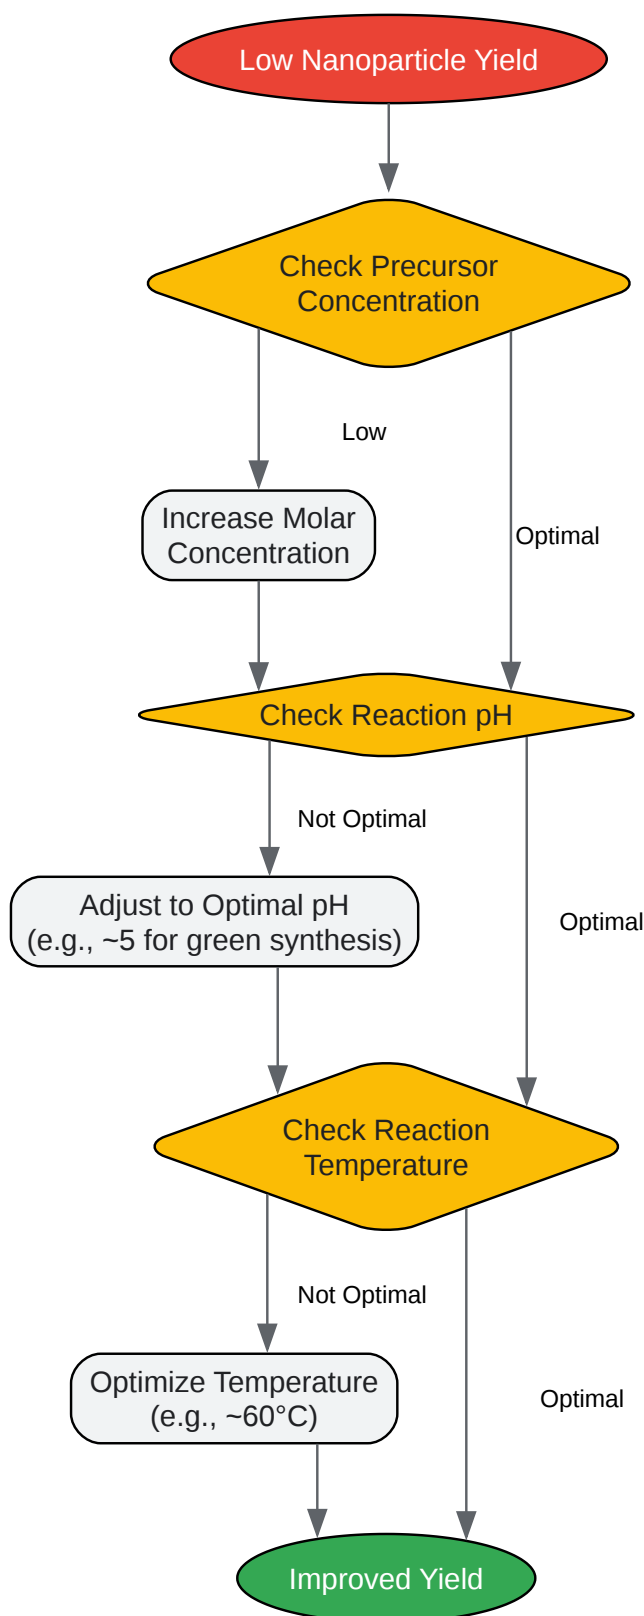 Low Nanoparticle Yield
Check Precursor
Concentration
Low
Increase Molar
Concentration
Optimal
Check Reaction pH
Not Optimal
Adjust to Optimal pH
(e.g., ~5 for green synthesis)
Optimal
Check Reaction
Temperature
Not Optimal
Optimize Temperature
(e.g., ~60°C)
Optimal
Improved Yield